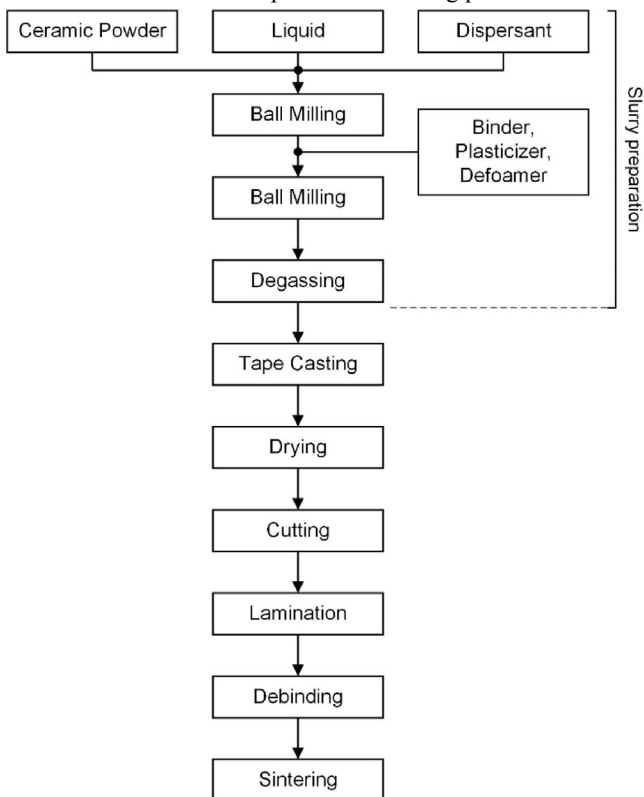 Ceramic Powder
Liquid
Dispersant
Ball Milling
Binder,
Plasticizer,
Defoamer
Slurry preparation
Ball Milling
Degassing
Tape Casting
Drying
Cutting
Lamination
Debinding
Sintering